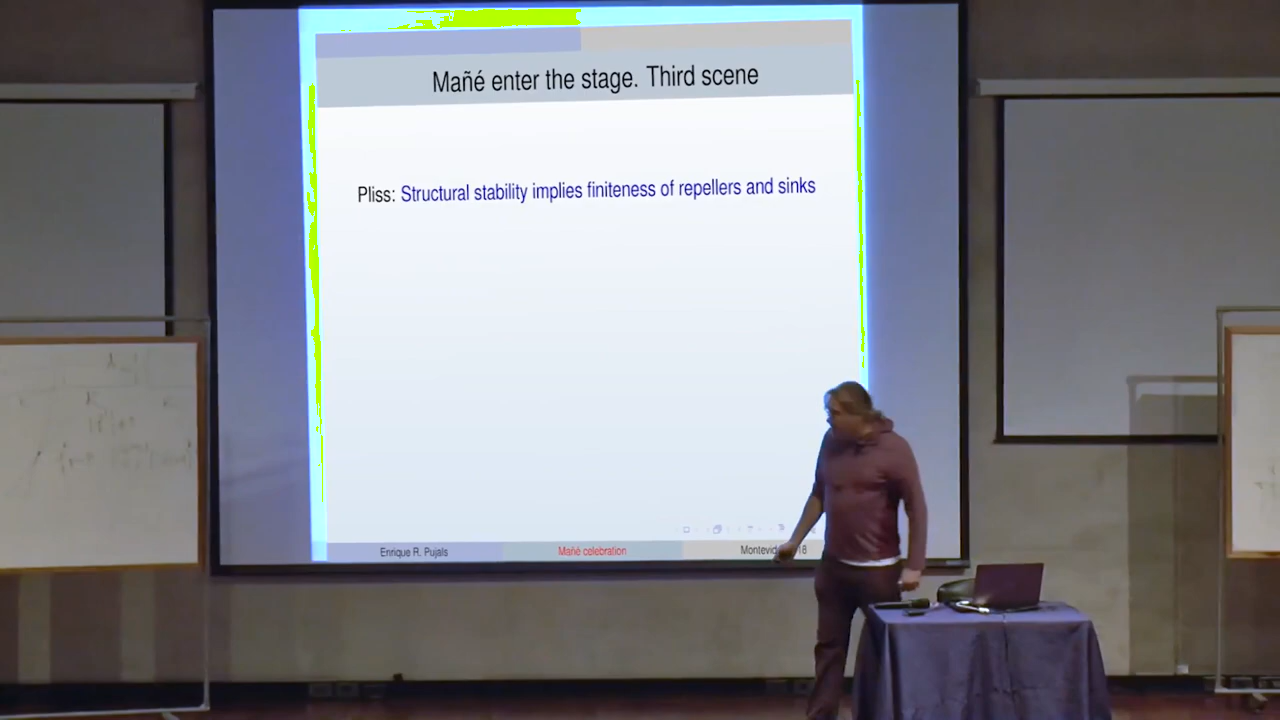 Mañé enter the stage. Third scene
Pliss: Structural stability implies finiteness of repellers and sinks
Enrique R. Pujals
Mañé celebration